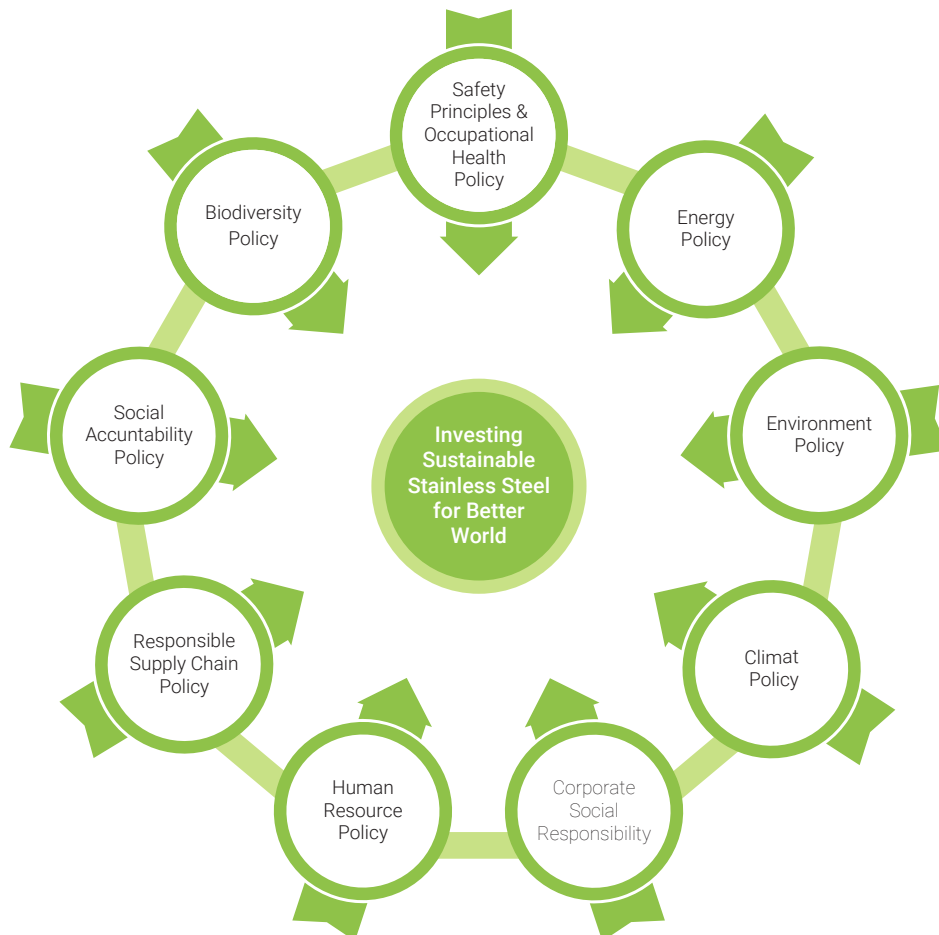 Safety
Principles &
Occupational
Health
Policy
Energy
Policy
Environment
Policy
Climat
Policy
Corporate
Social
Responsibility
Human
Resource
Policy
Responsible
Supply Chain
Policy
Social
Accuntability
Policy
Biodiversity
Policy
Investing
Sustainable
Stainless Steel
for Better
World